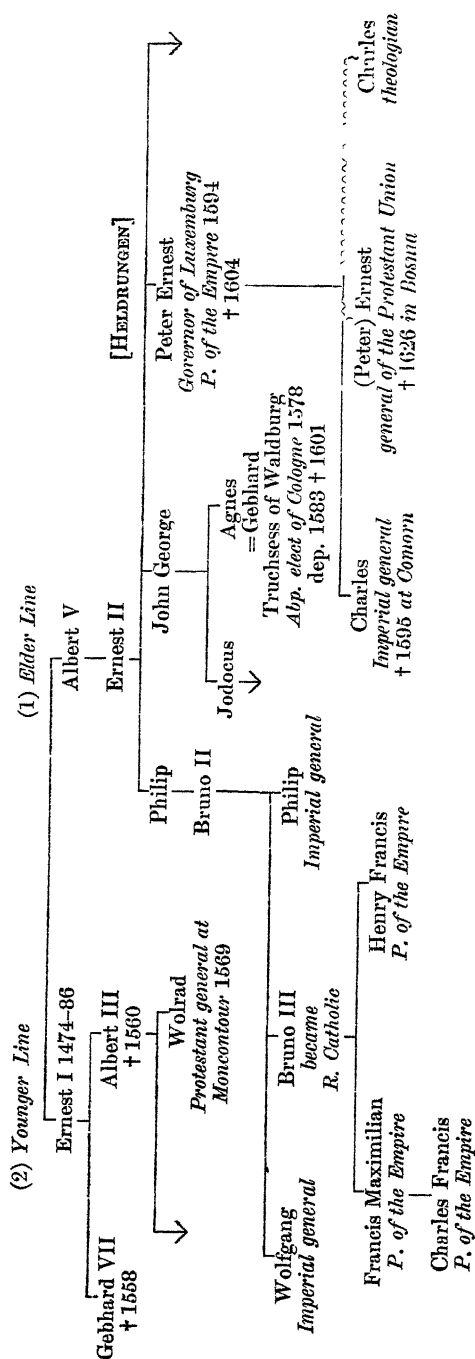 (2) Younger Line
(1) Elder Line
Ernest I 1474–86
Albert V
Ernest II
[HELDRUNGEN]
Gebhard VII
†1558
Albert III
†1560
Philip
John George
Peter Ernest
Governor of Luxemburg
P. of the Empire 1594
†1604
Wolrad
Protestant general at
Moncontour 1569
Bruno II
Jodocus
Agnes
=Gebhard
Truchsess of Waldburg
Abp. elect of Cologne 1578
dep. 1583 †1601
Wolfgang
Imperial general
Bruno III
became
R. Catholic
Philip
Imperial general
Charles
Imperial general
†1595 at Comorn
(Peter) Ernest
general of the Protestant Union
†1626 in Bosnia
Charles
theologian
Francis Maximilian
P. of the Empire
Henry Francis
P. of the Empire
Charles Francis
P. of the Empire